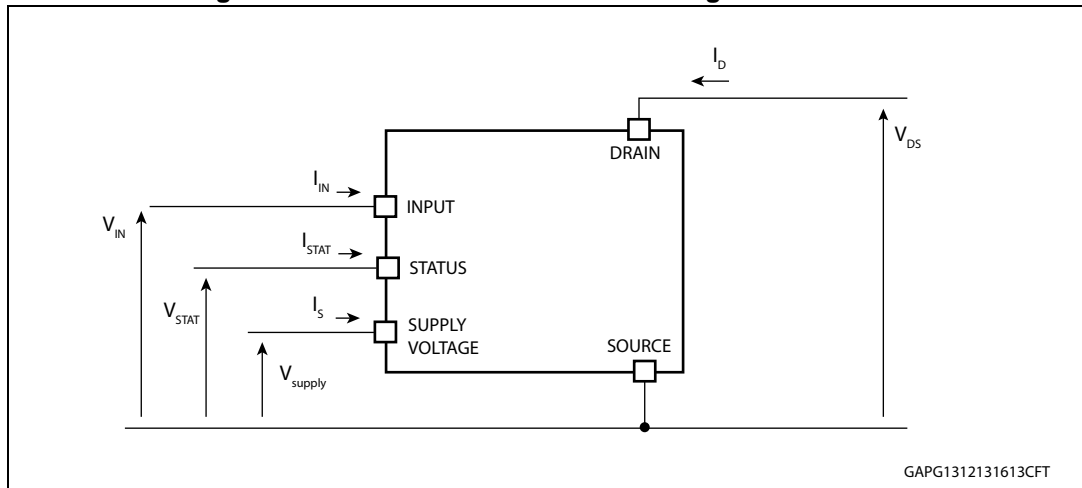 I_D
DRAIN
V_DS
I_IN
INPUT
V_IN
I_STAT
STATUS
V_STAT
I_S
SUPPLY
VOLTAGE
SOURCE
V_supply
GAPG1312131613CFT